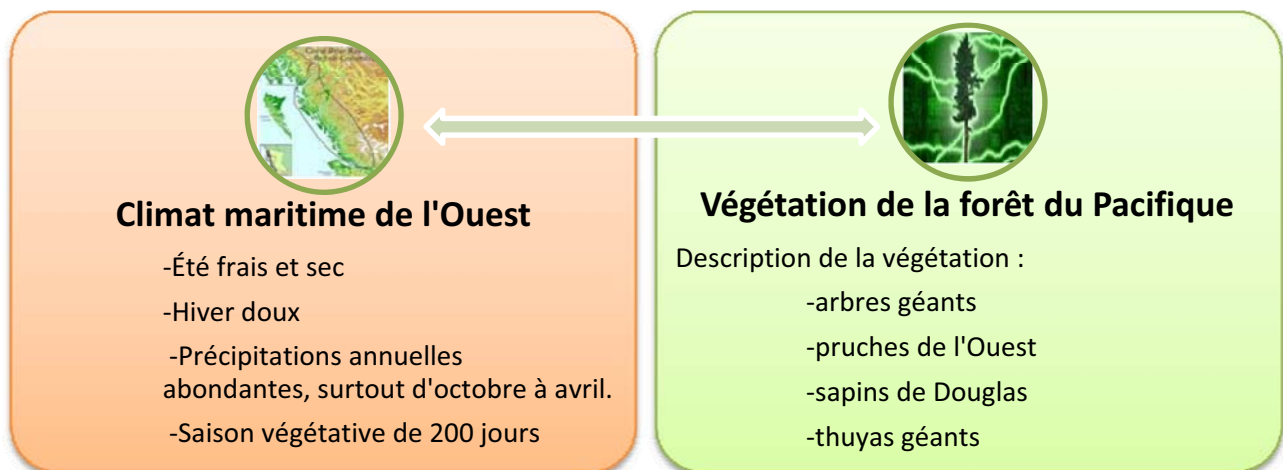 Climat maritime de l'Ouest
-Été frais et sec
-Hiver doux
-Précipitations annuelles
abondantes, surtout d'octobre à avril.
-Saison végétative de 200 jours
Végétation de la forêt du Pacifique
Description de la végétation :
-arbres géants
-pruches de l'Ouest
-sapins de Douglas
-thuyas géants